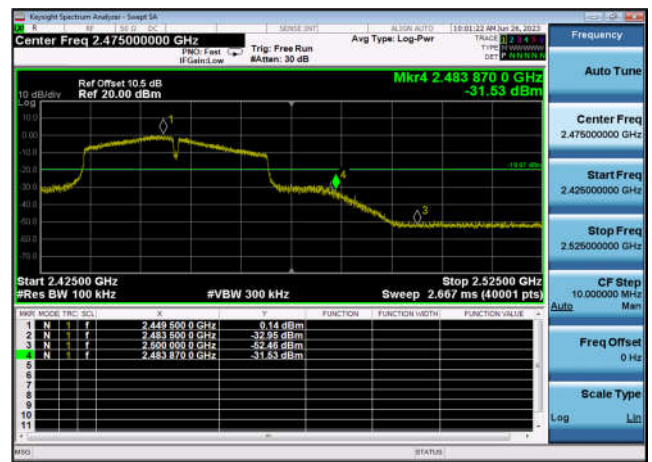 Keysight Spectrum Analyzer - Swept SA
R RF 50 Ω DC SENSE:INT ALIGN AUTO 10:01:22 AM Jun 26, 2023
Center Freq 2.475000000 GHz
PNO: Fast
IFGain:Low
Trig: Free Run
#Atten: 30 dB
Avg Type: Log-Pwr
TRACE 1 2 3 4 5 6
TYPE
DET P N N N N N
Ref Offset 10.5 dB
Ref 20.00 dBm
10 dB/div
Log
Mkr4 2.483 870 0 GHz
-31.53 dBm
10.0
0.00
-10.0
-20.0
-30.0
-40.0
-50.0
-60.0
-70.0
1
4
3
-19.87 dBm
Start 2.42500 GHz
Stop 2.52500 GHz
#Res BW 100 kHz
#VBW 300 kHz
Sweep 2.667 ms (40001 pts)
MKR MODE TRC SCL X Y FUNCTION FUNCTION WIDTH FUNCTION VALUE
1 N 1 f 2.449 500 0 GHz 0.14 dBm
2 N 1 f 2.483 500 0 GHz -32.95 dBm
3 N 1 f 2.500 000 0 GHz -52.46 dBm
4 N 1 f 2.483 870 0 GHz -31.53 dBm
5
6
7
8
9
10
11
MSG
STATUS
Frequency
Auto Tune
Center Freq
2.475000000 GHz
Start Freq
2.425000000 GHz
Stop Freq
2.525000000 GHz
CF Step
10.000000 MHz
Auto Man
Freq Offset
0 Hz
Scale Type
Log Lin